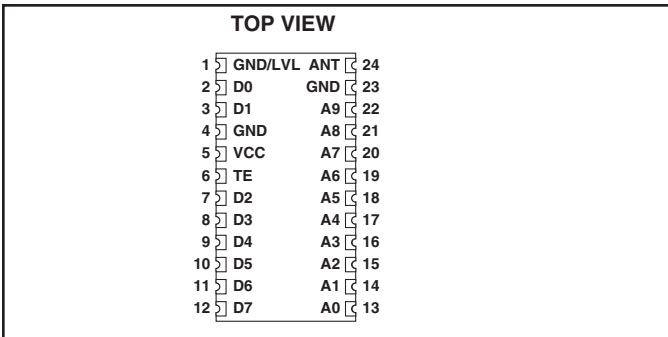 TOP VIEW
1 GND/LVL ANT 24
2 D0 GND 23
3 D1 A9 22
4 GND A8 21
5 VCC A7 20
6 TE A6 19
7 D2 A5 18
8 D3 A4 17
9 D4 A3 16
10 D5 A2 15
11 D6 A1 14
12 D7 A0 13